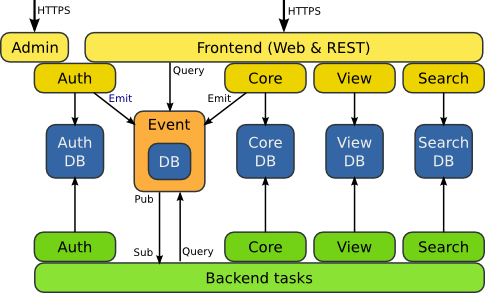 HTTPS
HTTPS
Admin
Frontend (Web & REST)
Auth
Query
Core
View
Search
Emit
Emit
Event
DB
Auth
DB
Core
DB
View
DB
Search
DB
Pub
Sub
Query
Auth
Core
View
Search
Backend tasks